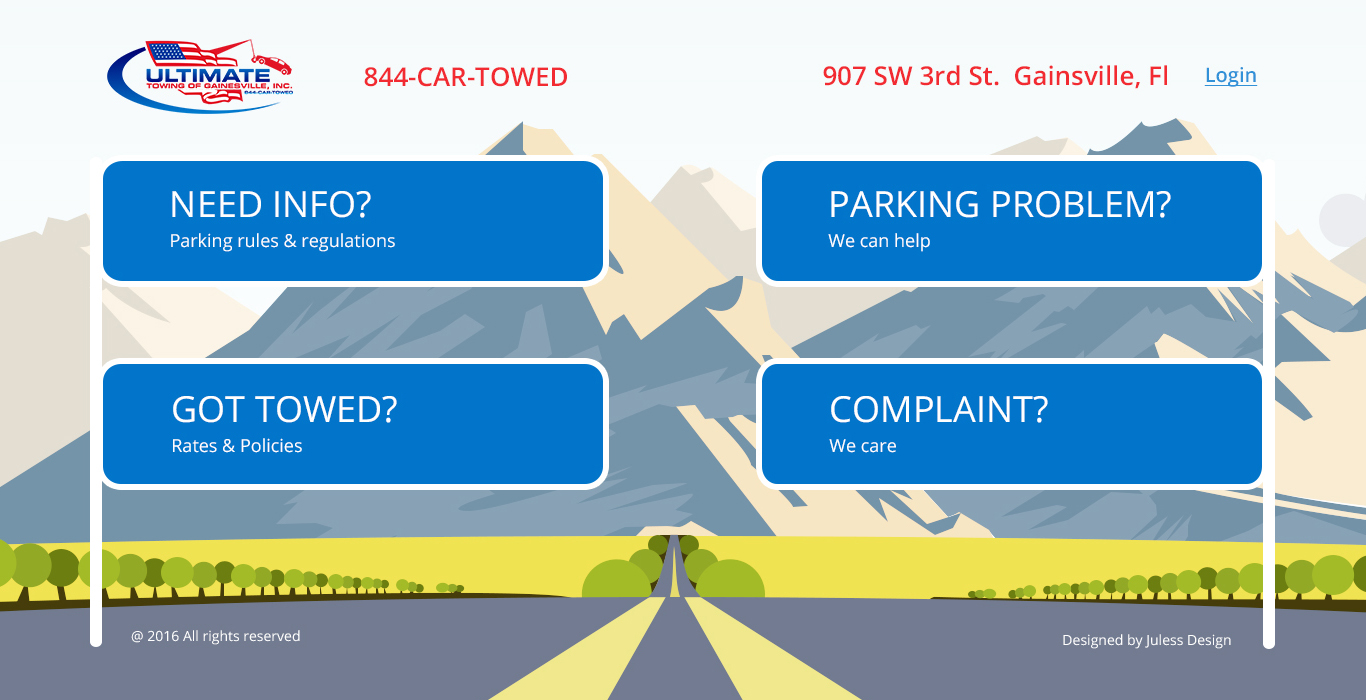 ULTIMATE
TOWING OF GAINESVILLE, INC.
844-CAR-TOWED
844-CAR-TOWED
907 SW 3rd St.  Gainsville, Fl
Login
NEED INFO?
Parking rules & regulations
PARKING PROBLEM?
We can help
GOT TOWED?
Rates & Policies
COMPLAINT?
We care
@ 2016 All rights reserved
Designed by Juless Design